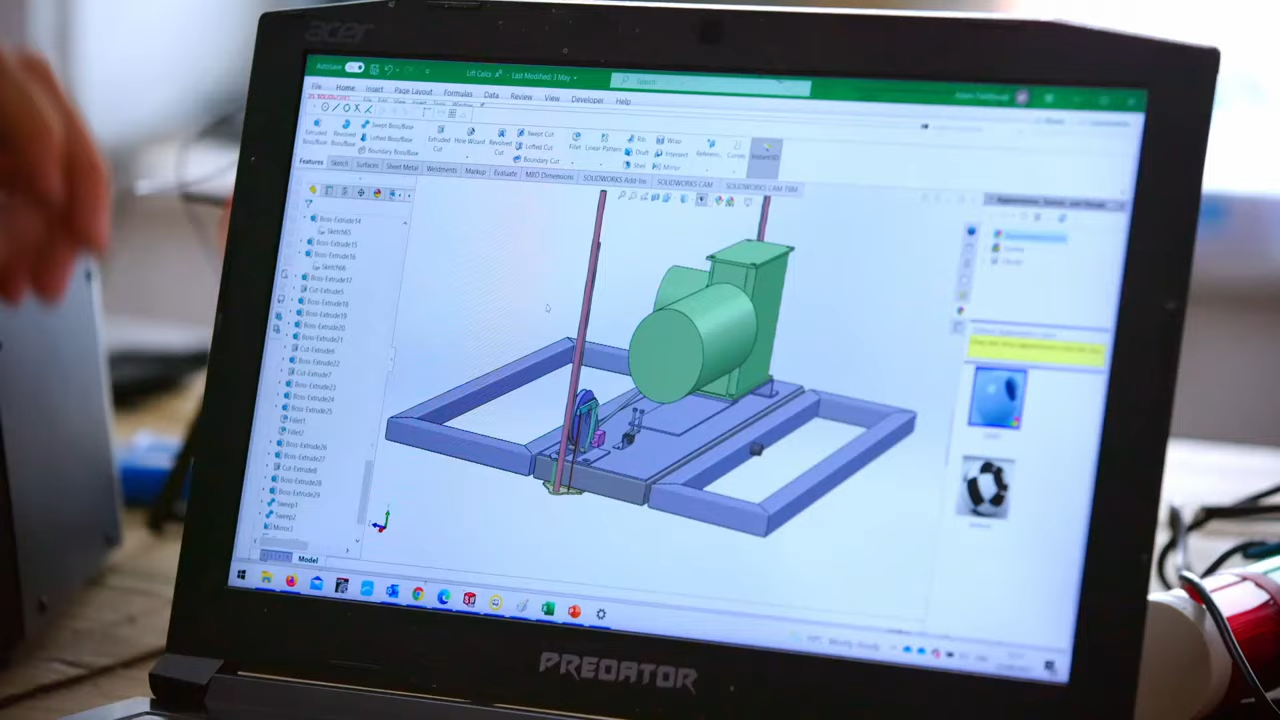 acer
AutoSave
Lift Calcs
Last Modified: 3 May
Search
File Home Insert Page Layout Formulas Data Review View Developer Help
Extruded Boss/Base
Revolved Boss/Base
Swept Boss/Base
Lofted Boss/Base
Boundary Boss/Base
Extruded Cut
Hole Wizard
Revolved Cut
Swept Cut
Lofted Cut
Boundary Cut
Fillet
Linear Pattern
Rib
Draft
Shell
Wrap
Intersect
Mirror
Instant3D
Features Sketch Surfaces Sheet Metal Weldments Markup Evaluate MBD Dimensions SOLIDWORKS Add-Ins SOLIDWORKS CAM SOLIDWORKS CAM TBM
Boss-Extrude14
Sketch65
Boss-Extrude15
Boss-Extrude16
Sketch68
Boss-Extrude17
Cut-Extrude5
Boss-Extrude18
Boss-Extrude19
Boss-Extrude20
Boss-Extrude21
Cut-Extrude6
Boss-Extrude22
Cut-Extrude7
Boss-Extrude23
Boss-Extrude24
Boss-Extrude25
Fillet1
Fillet2
Boss-Extrude26
Boss-Extrude27
Cut-Extrude8
Boss-Extrude28
Boss-Extrude29
Sweep1
Sweep2
Mirror3
Model
PREDATOR